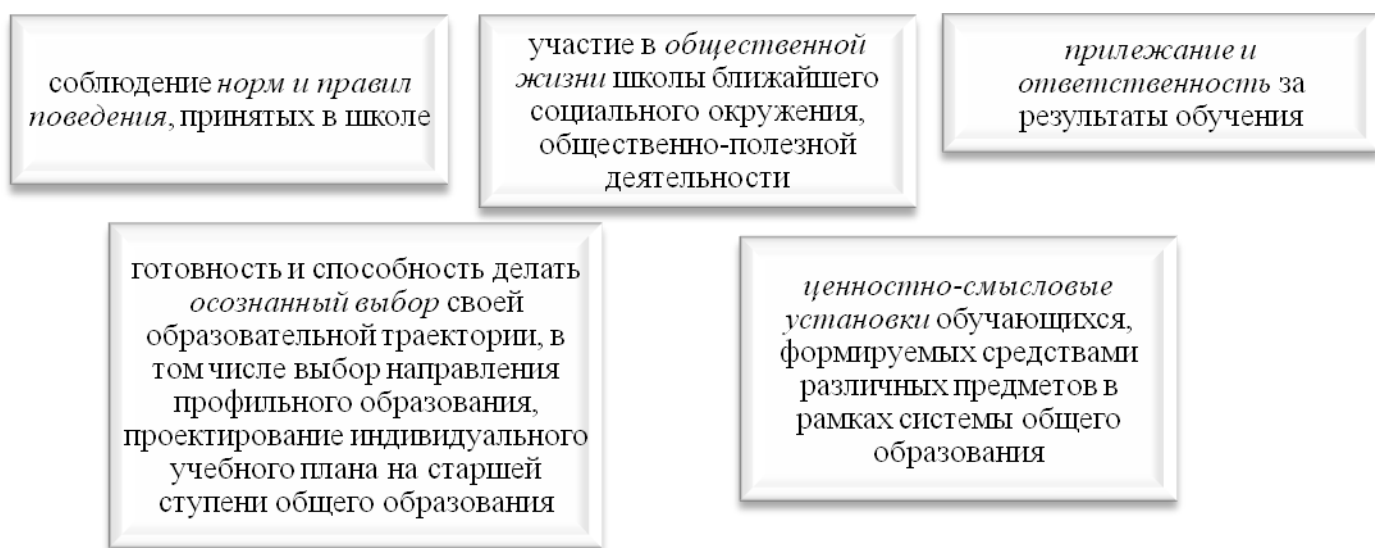 соблюдение норм и правил
поведения, принятых в школе
участие в общественной
жизни школы ближайшего
социального окружения,
общественно-полезной
деятельности
прилежание и
ответственность за
результаты обучения
готовность и способность делать
осознанный выбор своей
образовательной траектории, в
том числе выбор направления
профильного образования,
проектирование индивидуального
учебного плана на старшей
ступени общего образования
ценностно-смысловые
установки обучающихся,
формируемых средствами
различных предметов в
рамках системы общего
образования